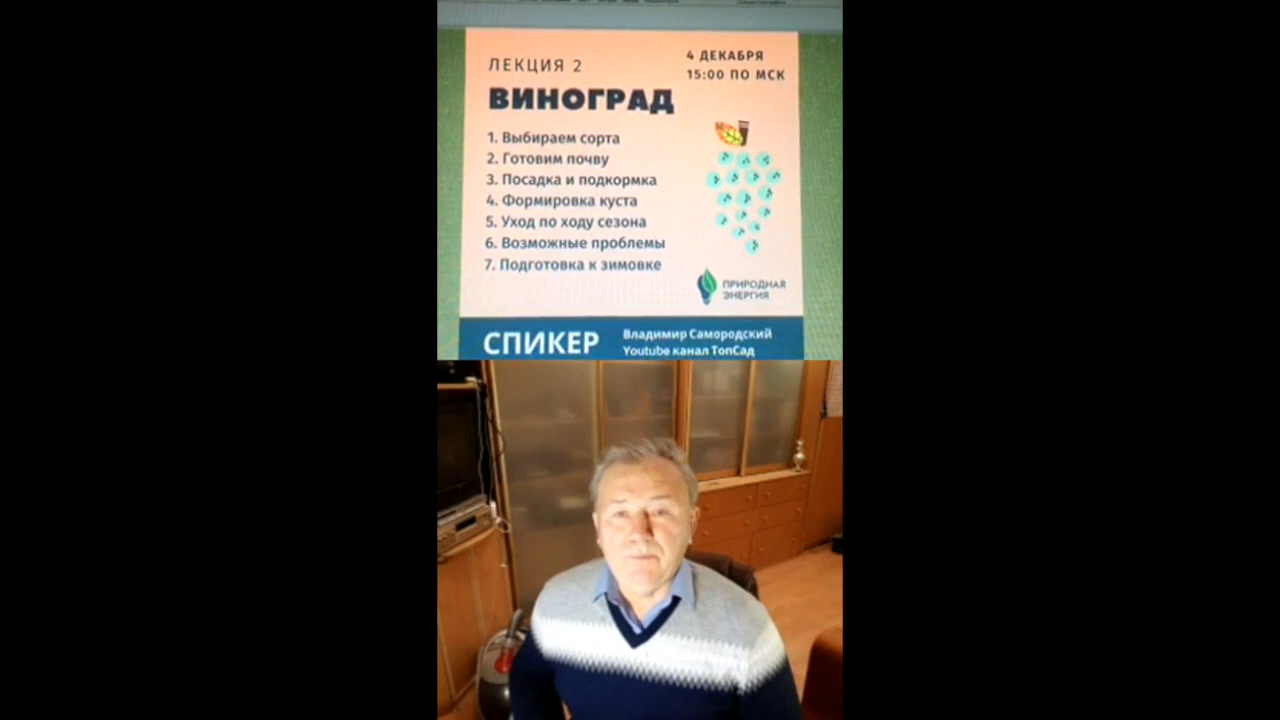 ЛЕКЦИЯ 2
4 ДЕКАБРЯ
15:00 ПО МСК
ВИНОГРАД
1. Выбираем сорта
2. Готовим почву
3. Посадка и подкормка
4. Формировка куста
5. Уход по ходу сезона
6. Возможные проблемы
7. Подготовка к зимовке
ПРИРОДНАЯ
ЭНЕРГИЯ
СПИКЕР
Владимир Самородский
Youtube канал ТопСад